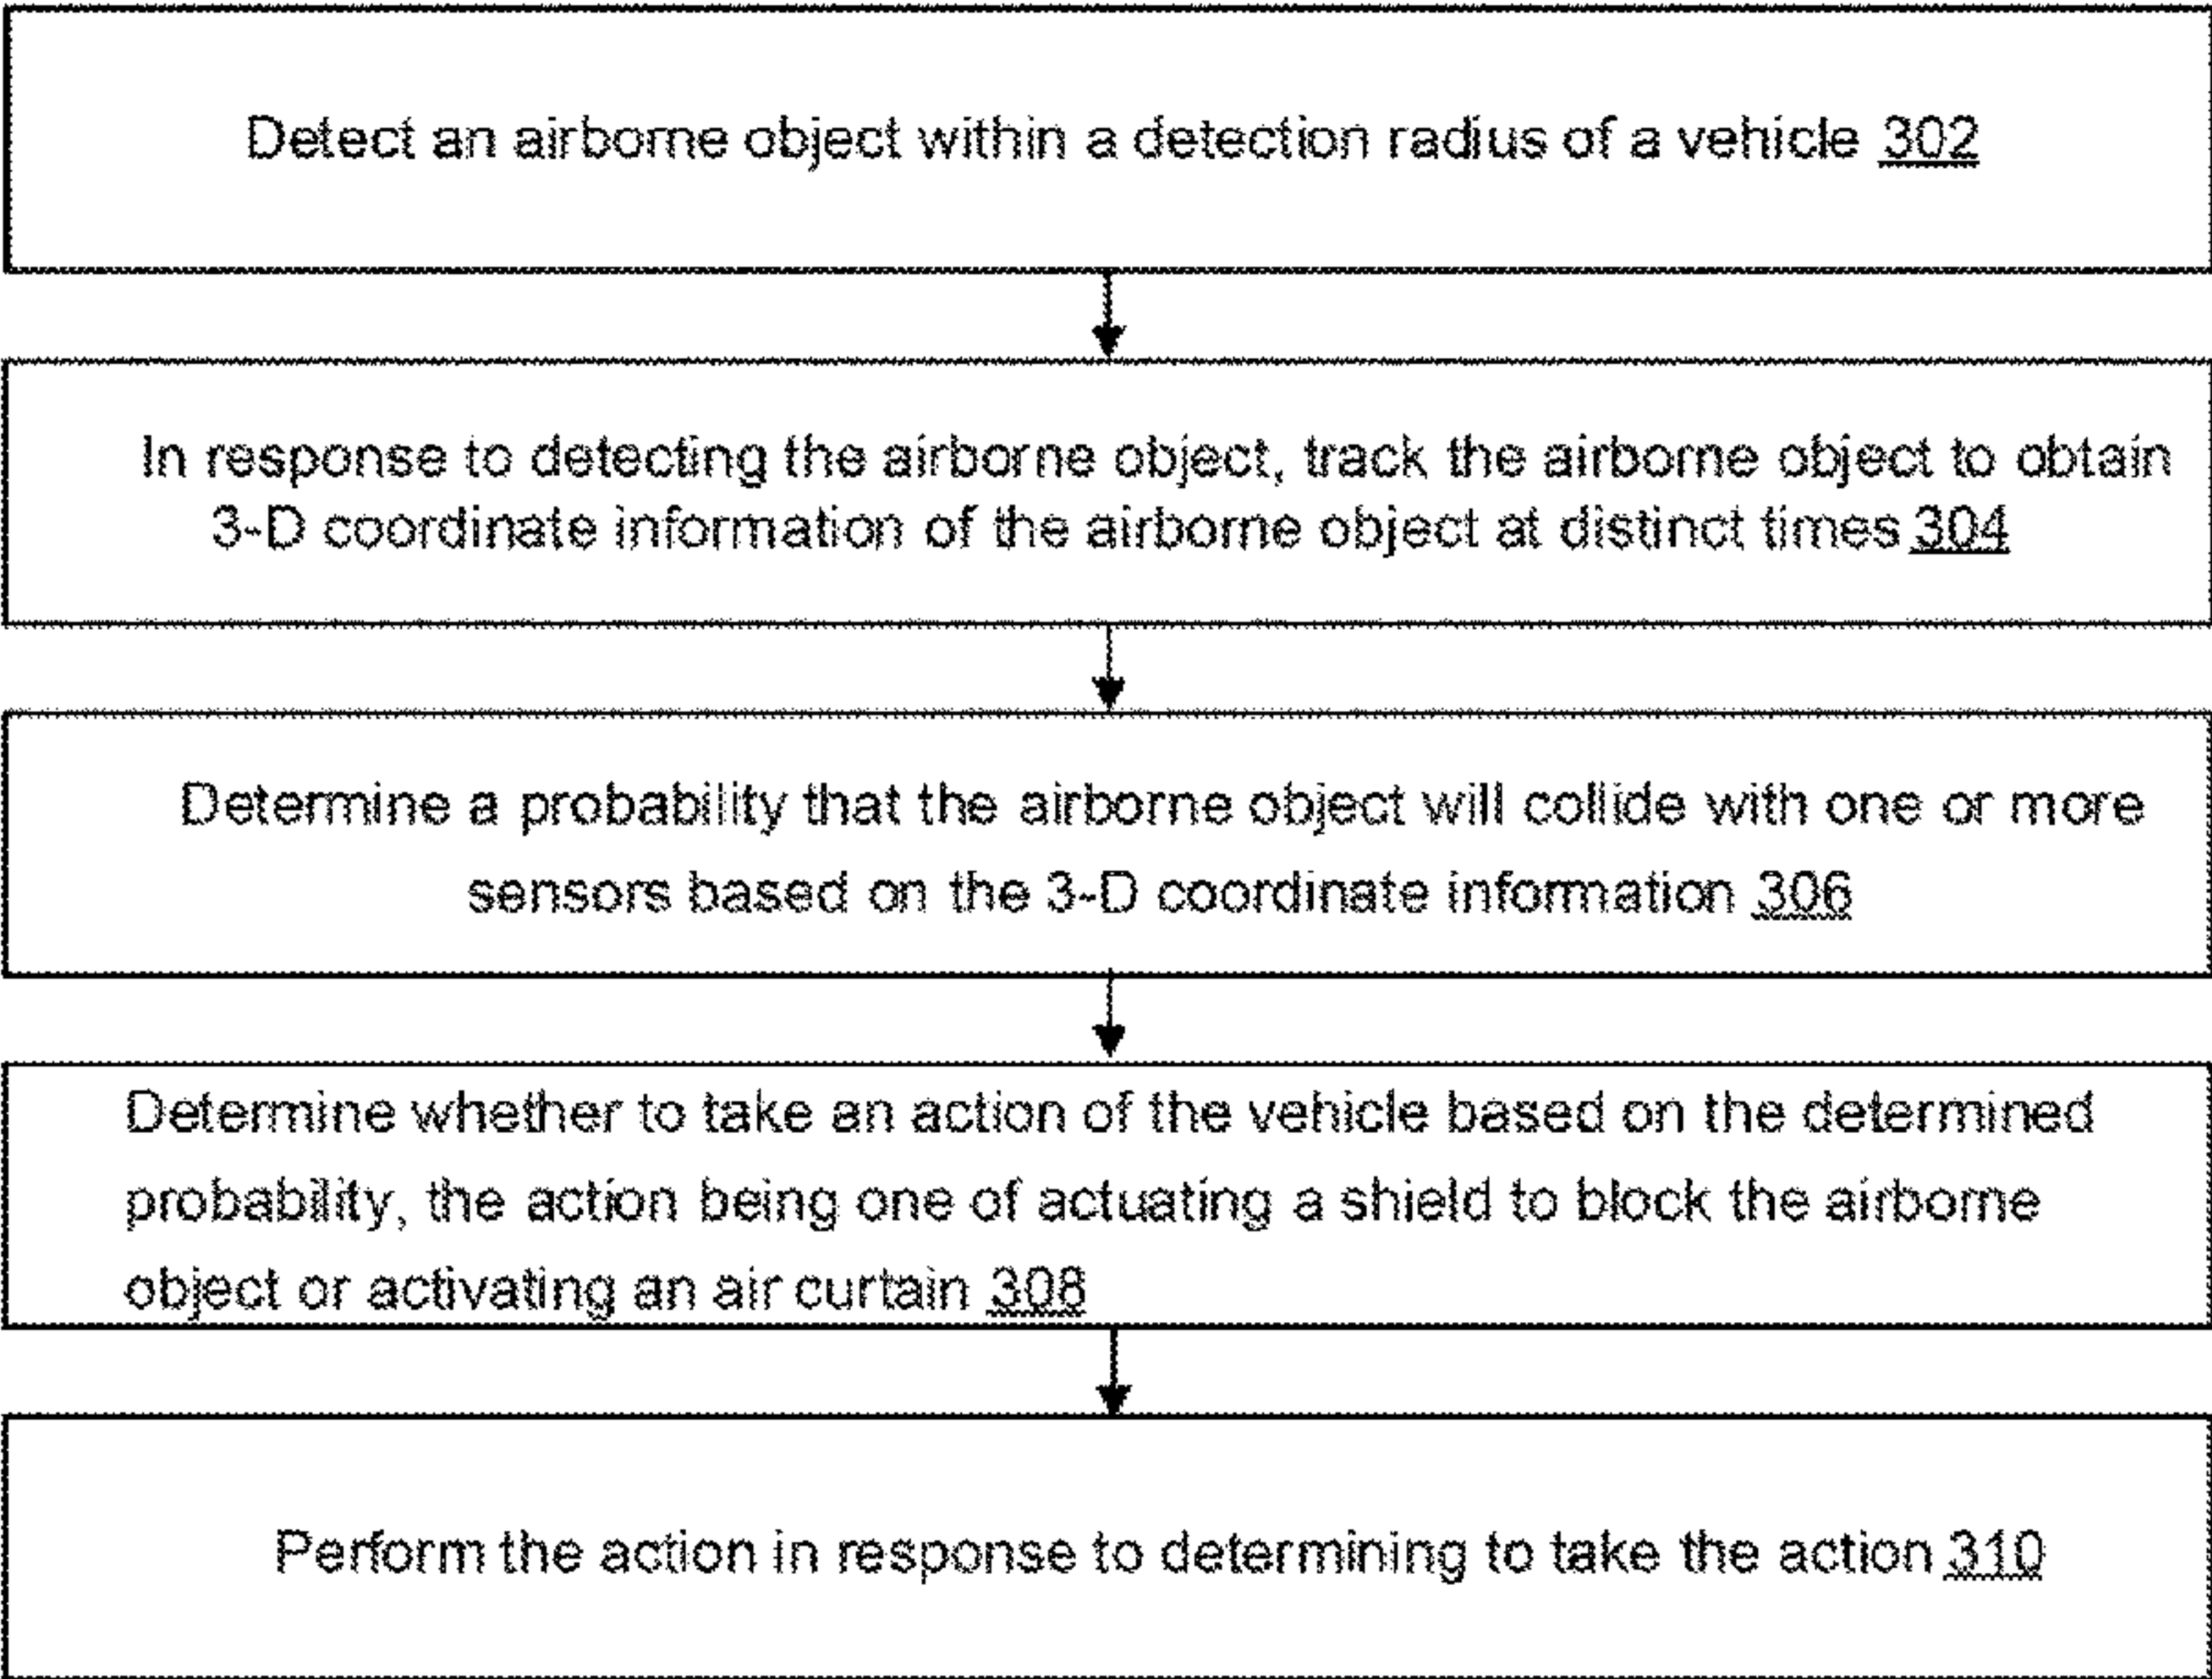 Detect an airborne object within a detection radius of a vehicle 302
In response to detecting the airborne object, track the airborne object to obtain
3-D coordinate information of the airborne object at distinct times 304
Determine a probability that the airborne object will collide with one or more
sensors based on the 3-D coordinate information 306
Determine whether to take an action of the vehicle based on the determined
probability, the action being one of actuating a shield to block the airborne
object or activating an air curtain 308
Perform the action in response to determining to take the action 310